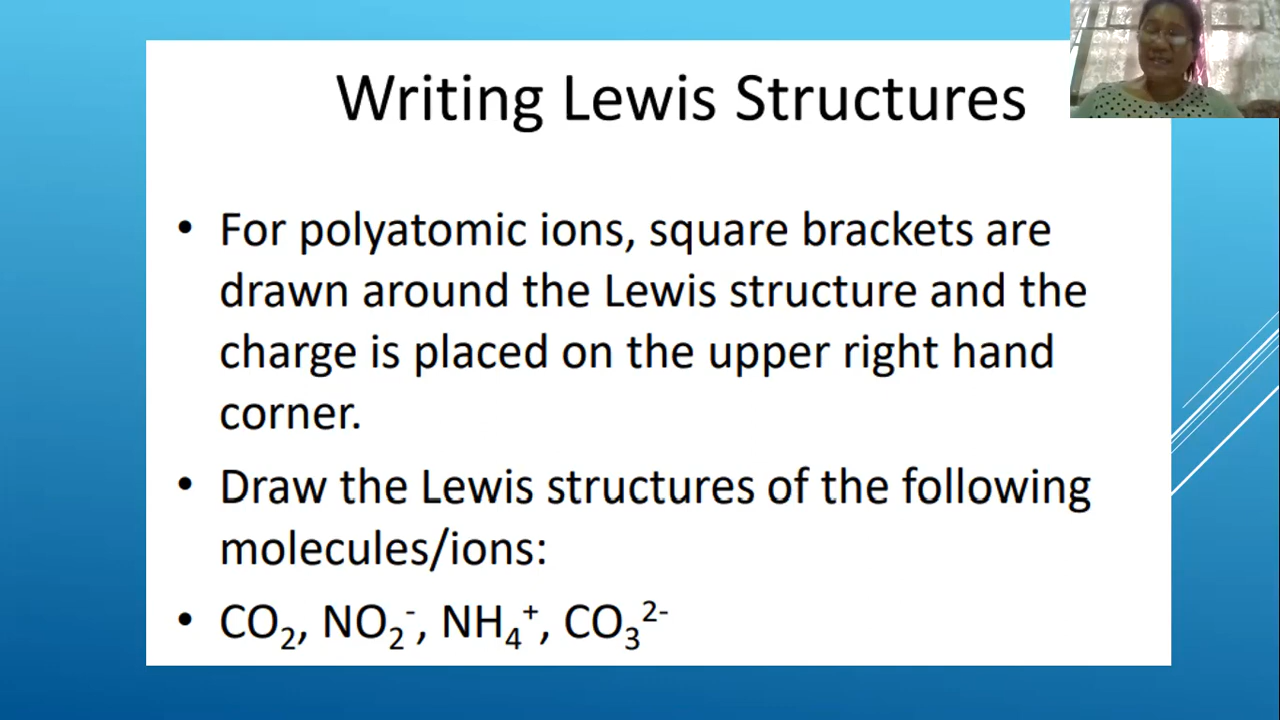 Writing Lewis Structures
• For polyatomic ions, square brackets are
drawn around the Lewis structure and the
charge is placed on the upper right hand
corner.
• Draw the Lewis structures of the following
molecules/ions:
• CO₂, NO₂⁻, NH₄⁺, CO₃²⁻